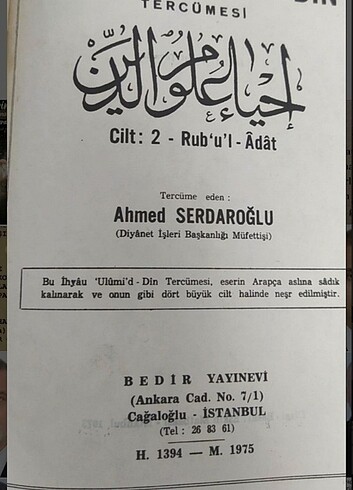 DİN
TERCÜMESİ
إحياء علوم الدين
Cilt: 2 - Rub'u'l - Âdât
Tercüme eden :
Ahmed SERDAROĞLU
(Diyânet İşleri Başkanlığı Müfettişi)
Bu İhyâu 'Ulûmi'd - Dîn Tercümesi, eserin Arapça aslına sâdık
kalınarak ve onun gibi dört büyük cilt halinde neşr edilmiştir.
BEDİR YAYINEVİ
(Ankara Cad. No. 7/1)
Cağaloğlu - İSTANBUL
(Tel : 26 83 61)
H. 1394 — M. 1975